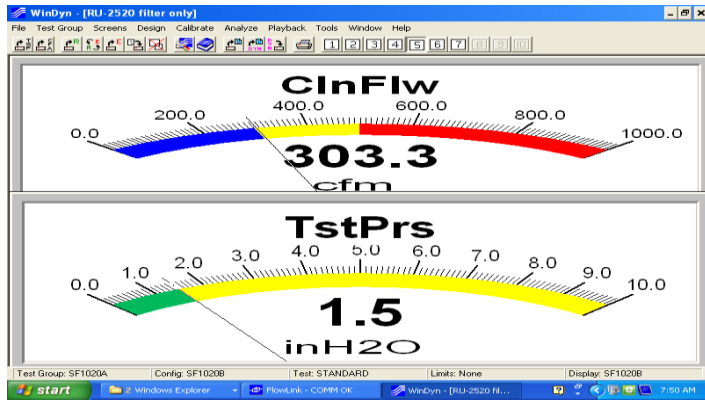 WinDyn - [RU-2520 filter only]
File Test Group Screens Design Calibrate Analyze Playback Tools Window Help
1 2 3 4 5 6 7 8 9 10
ClnFlw
0.0 200.0 400.0 600.0 800.0 1000.0
303.3
cfm
TstPrs
0.0 1.0 2.0 3.0 4.0 5.0 6.0 7.0 8.0 9.0 10.0
1.5
inH2O
Test Group: SF1020A Config: SF1020B Test: STANDARD Limits: None Display: SF1020B
start 2 Windows Explorer FlowLink - COMM OK WinDyn - [RU-2520 fil... 7:50 AM